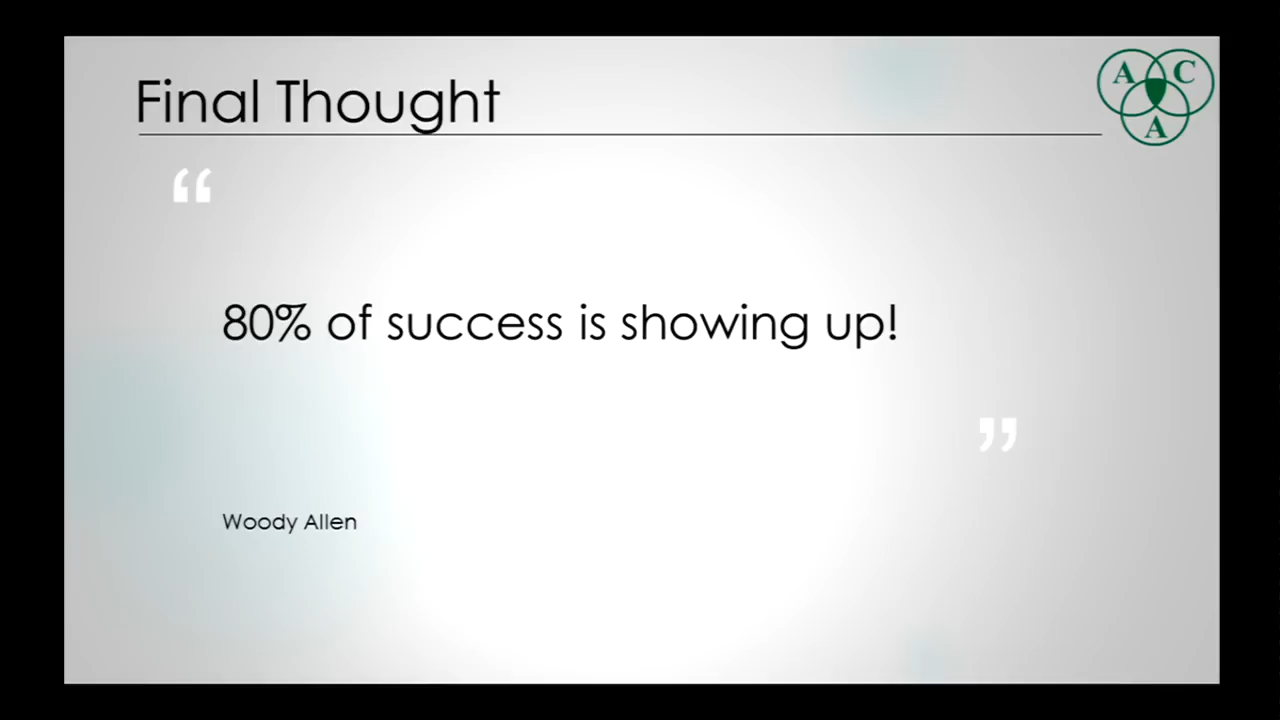 Final Thought
A C
A
“
80% of success is showing up!
”
Woody Allen